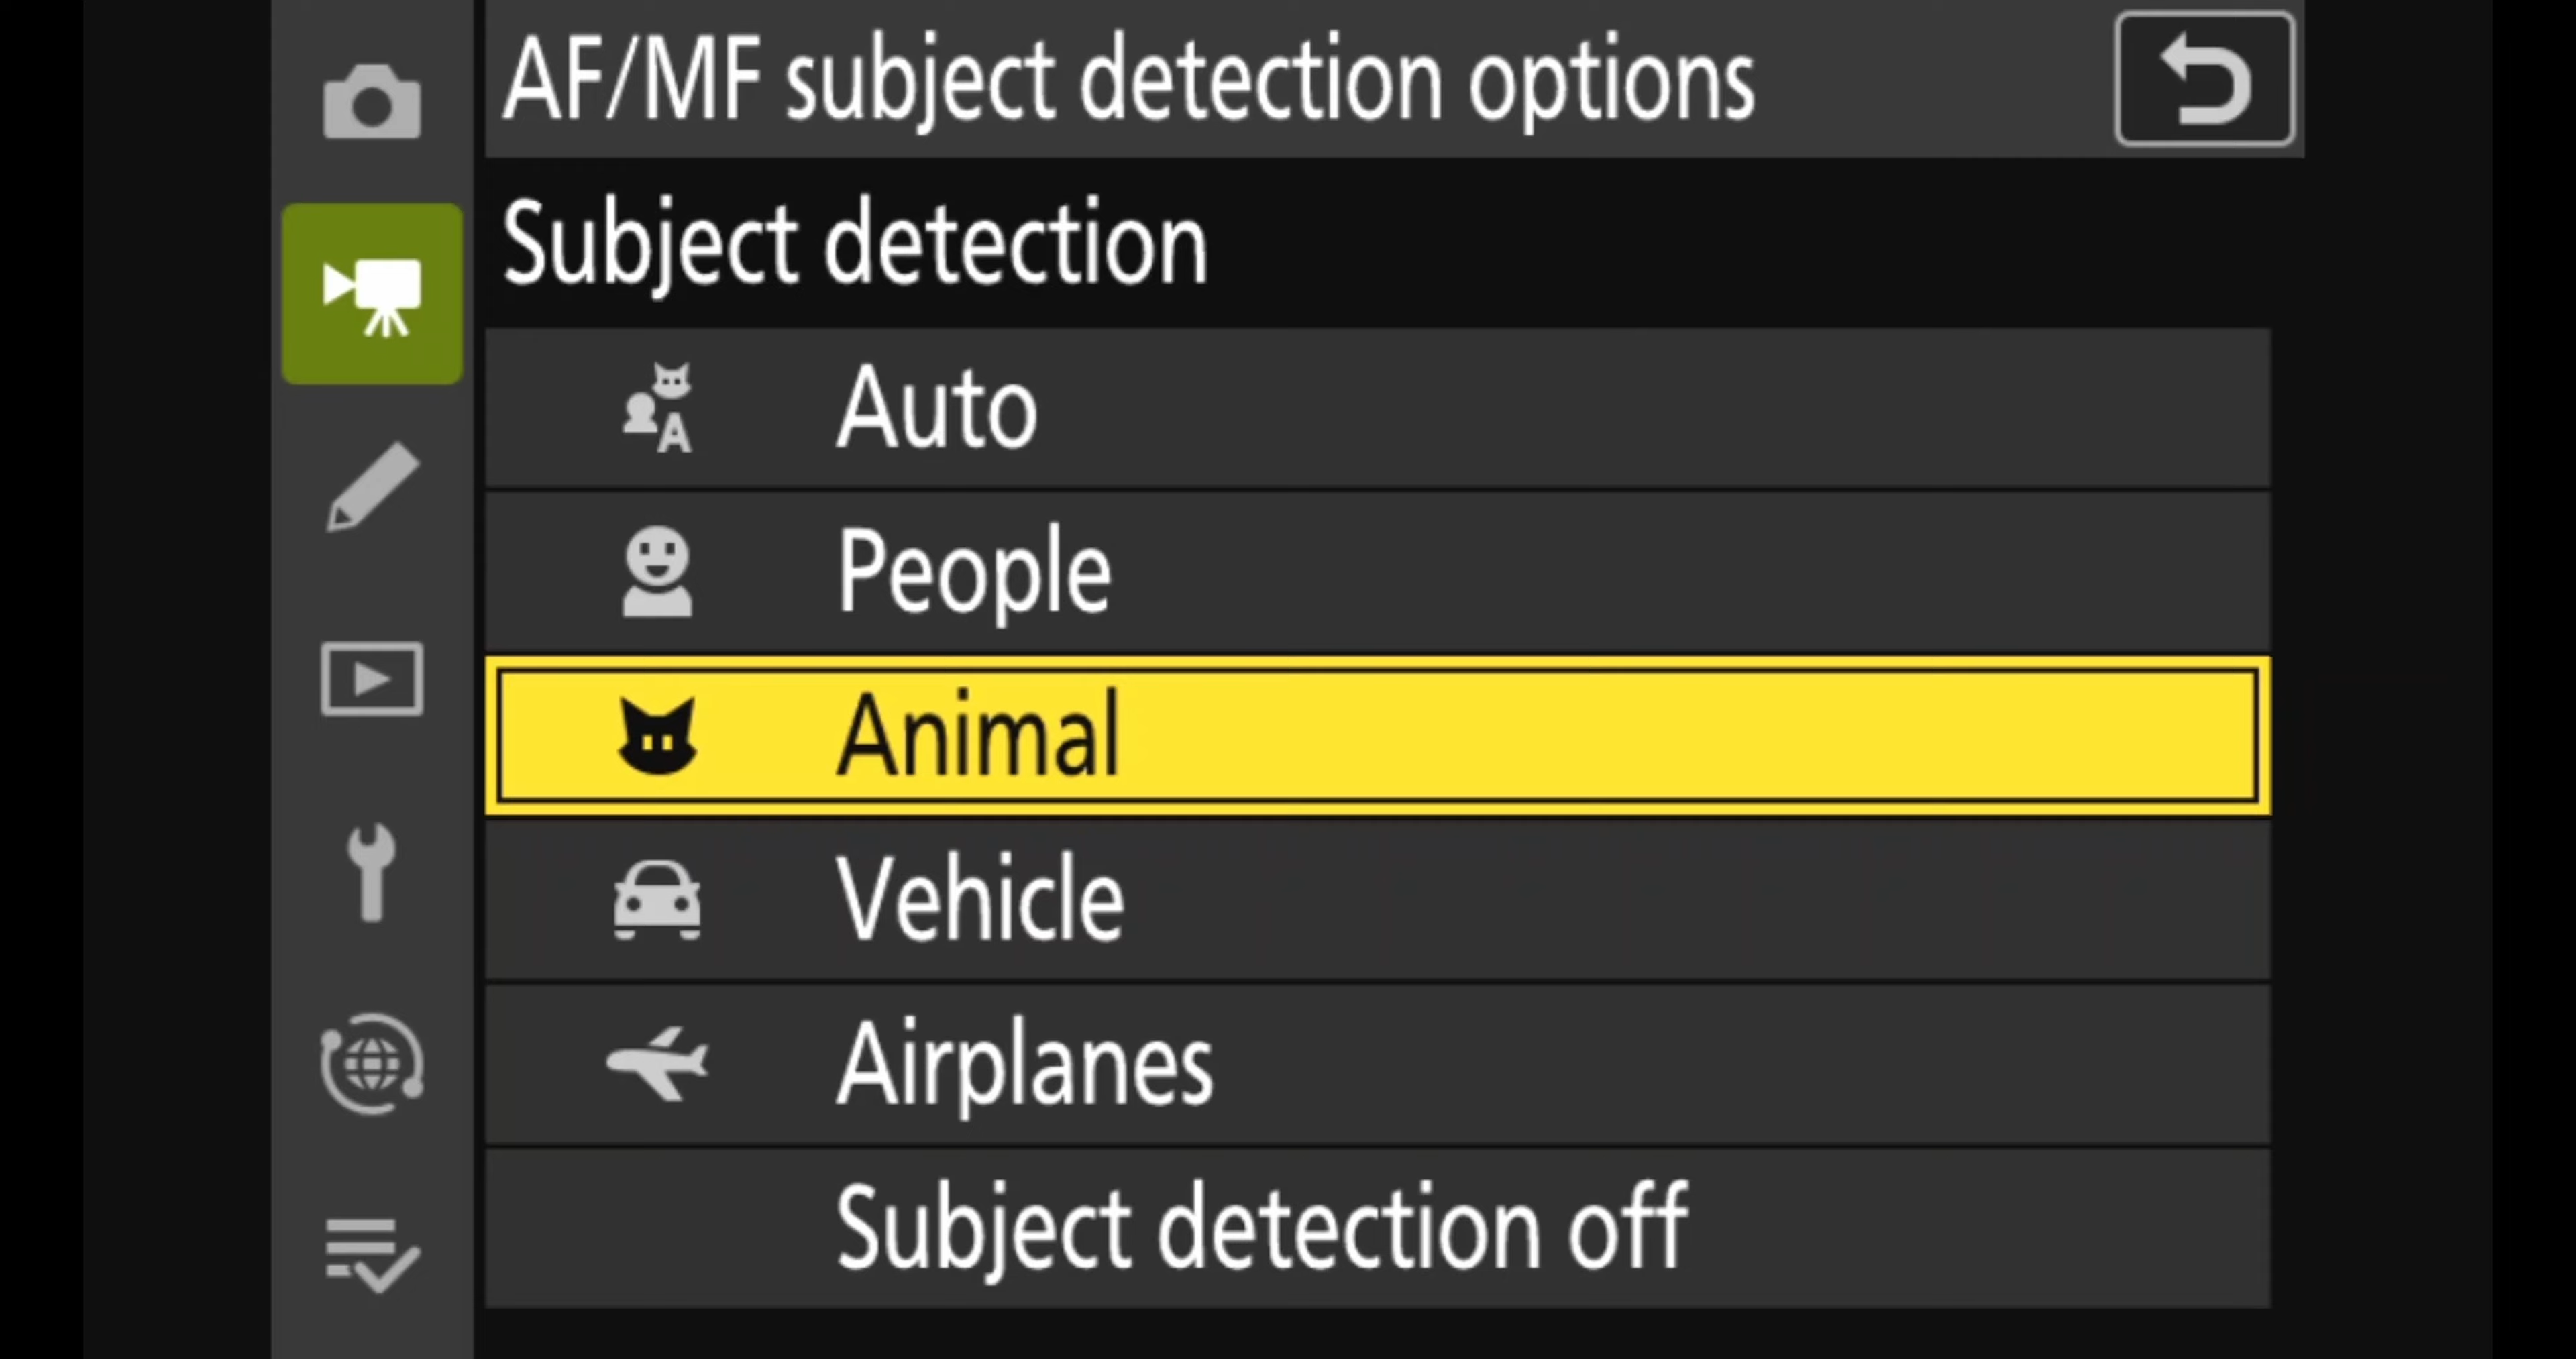 AF/MF subject detection options
Subject detection
Auto
People
Animal
Vehicle
Airplanes
Subject detection off